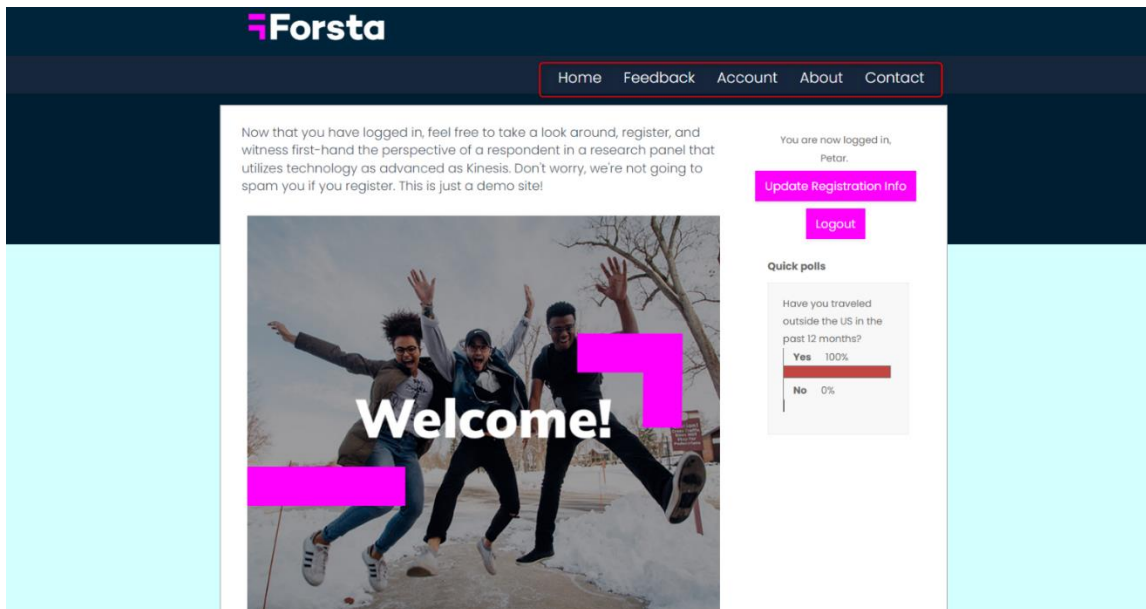 Forsta
Home Feedback Account About Contact
Now that you have logged in, feel free to take a look around, register, and
witness first-hand the perspective of a respondent in a research panel that
utilizes technology as advanced as Kinesis. Don't worry, we're not going to
spam you if you register. This is just a demo site!
Welcome!
You are now logged in,
Petar.
Update Registration Info
Logout
Quick polls
Have you traveled
outside the US in the
past 12 months?
Yes 100%
No 0%